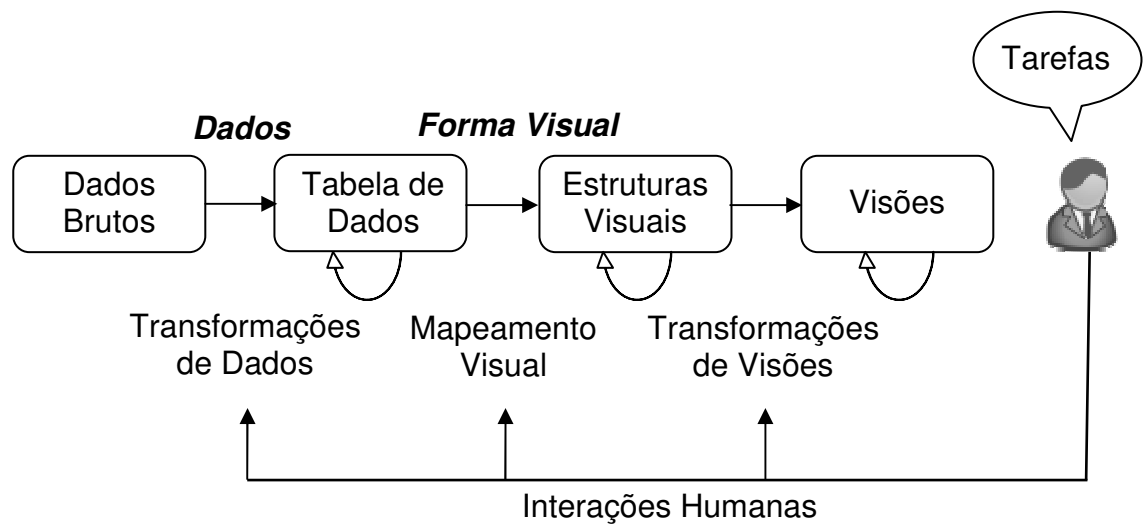 Tarefas
Dados
Forma Visual
Dados
Brutos
Tabela de
Dados
Estruturas
Visuais
Visões
Transformações
de Dados
Mapeamento
Visual
Transformações
de Visões
Interações Humanas